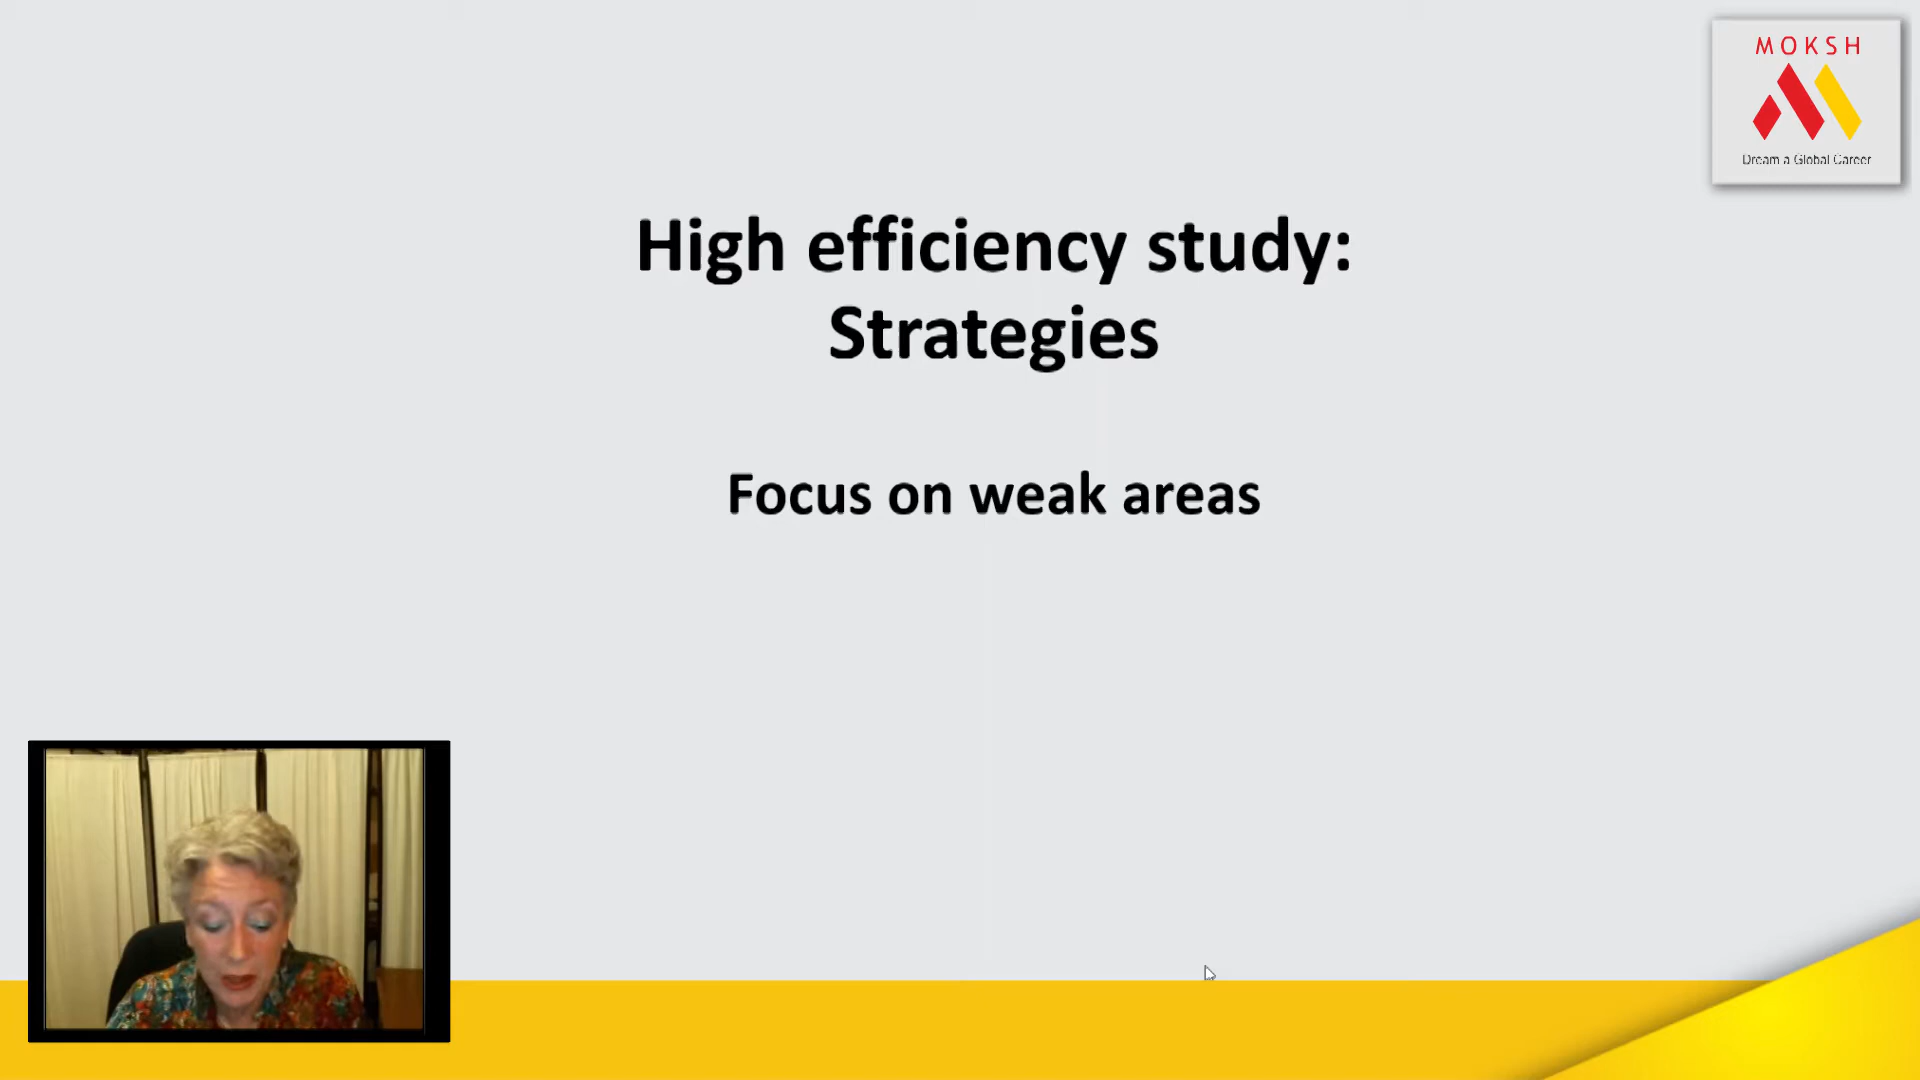 MOKSH
Dream a Global Career
High efficiency study:
Strategies
Focus on weak areas